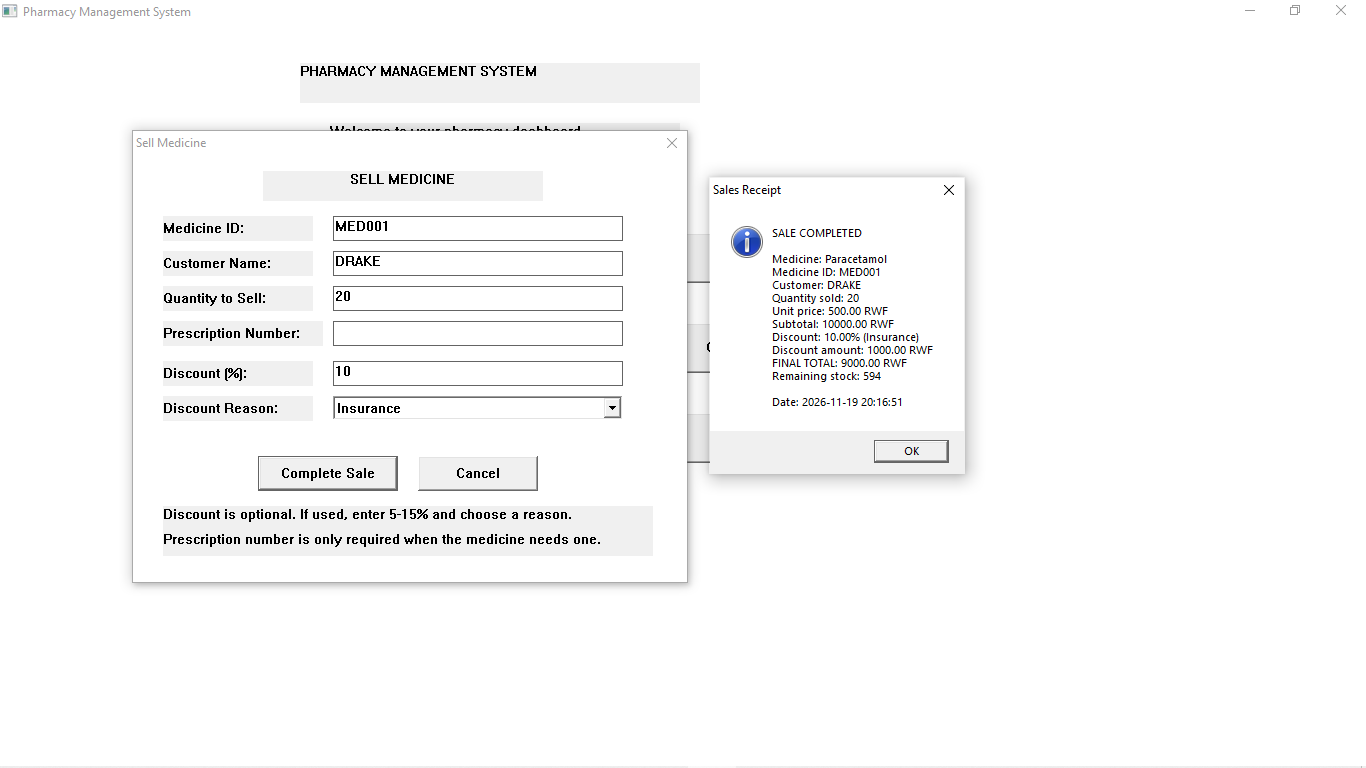 Pharmacy Management System
PHARMACY MANAGEMENT SYSTEM
Welcome to your pharmacy dashboard
Sell Medicine
SELL MEDICINE
Medicine ID: MED001
Customer Name: DRAKE
Quantity to Sell: 20
Prescription Number:
Discount (%): 10
Discount Reason: Insurance
Complete Sale Cancel
Discount is optional. If used, enter 5-15% and choose a reason.
Prescription number is only required when the medicine needs one.
Sales Receipt
SALE COMPLETED
Medicine: Paracetamol
Medicine ID: MED001
Customer: DRAKE
Quantity sold: 20
Unit price: 500.00 RWF
Subtotal: 10000.00 RWF
Discount: 10.00% (Insurance)
Discount amount: 1000.00 RWF
FINAL TOTAL: 9000.00 RWF
Remaining stock: 594
Date: 2026-11-19 20:16:51
OK